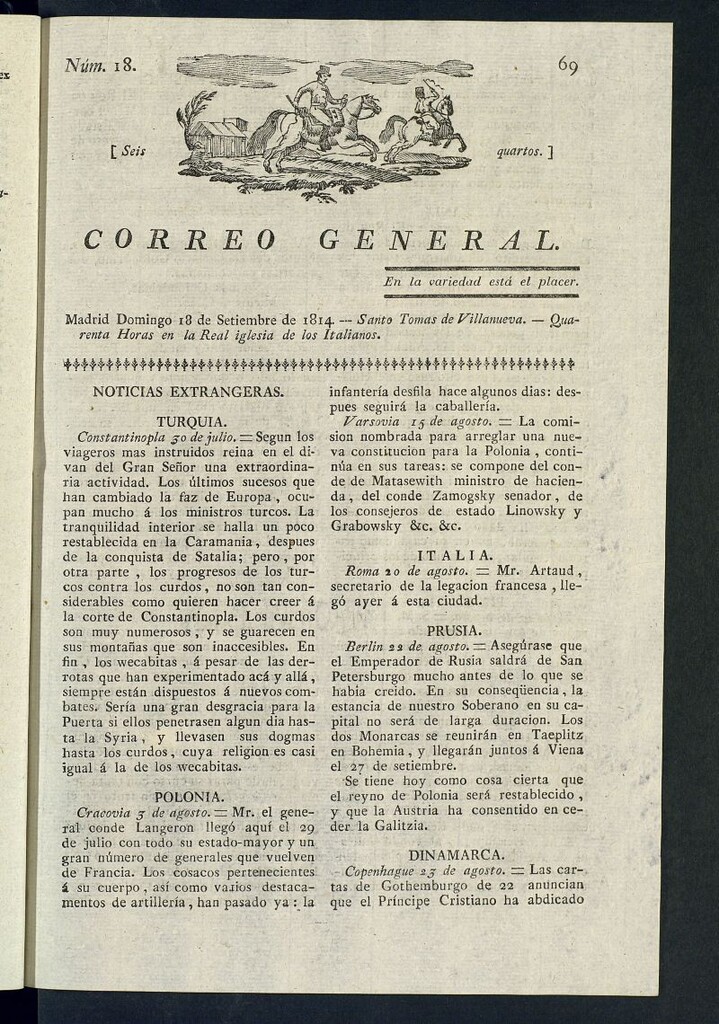 Núm. 18.
69
[ Seis
quartos. ]
CORREO GENERAL.
En la variedad está el placer.
Madrid Domingo 18 de Setiembre de 1814 — Santo Tomas de Villanueva. — Qua-
renta Horas en la Real iglesia de los Italianos.
NOTICIAS EXTRANGERAS.
TURQUIA.
Constantinopla 30 de julio. = Segun los
viageros mas instruidos reina en el di-
van del Gran Señor una extraordina-
ria actividad. Los últimos sucesos que
han cambiado la faz de Europa, ocu-
pan mucho á los ministros turcos. La
tranquilidad interior se halla un poco
restablecida en la Caramania, despues
de la conquista de Satalia; pero, por
otra parte, los progresos de los tur-
cos contra los curdos, no son tan con-
siderables como quieren hacer creer á
la corte de Constantinopla. Los curdos
son muy numerosos, y se guarecen en
sus montañas que son inaccesibles. En
fin, los wecabitas, á pesar de las der-
rotas que han experimentado acá y allá,
siempre están dispuestos á nuevos com-
bates. Sería una gran desgracia para la
Puerta si ellos penetrasen algun dia has-
ta la Syria, y llevasen sus dogmas
hasta los curdos, cuya religion es casi
igual á la de los wecabitas.
POLONIA.
Cracovia 3 de agosto. = Mr. el gene-
ral conde Langeron llegó aquí el 29
de julio con todo su estado-mayor y un
gran número de generales que vuelven
de Francia. Los cosacos pertenecientes
á su cuerpo, así como varios destaca-
mentos de artillería, han pasado ya: la
infantería desfila hace algunos dias: des-
pues seguirá la caballería.
Varsovia 15 de agosto. = La comi-
sion nombrada para arreglar una nue-
va constitucion para la Polonia, conti-
núa en sus tareas: se compone del con-
de de Matasewith ministro de hacien-
da, del conde Zamogsky senador, de
los consejeros de estado Linowsky y
Grabowsky &c. &c.
ITALIA.
Roma 20 de agosto. = Mr. Artaud,
secretario de la legacion francesa, lle-
gó ayer á esta ciudad.
PRUSIA.
Berlin 22 de agosto. = Asegúrase que
el Emperador de Rusia saldrá de San
Petersburgo mucho antes de lo que se
había creido. En su conseqüencia, la
estancia de nuestro Soberano en su ca-
pital no será de larga duracion. Los
dos Monarcas se reunirán en Taeplitz
en Bohemia, y llegarán juntos á Viena
el 27 de setiembre.
Se tiene hoy como cosa cierta que
el reyno de Polonia será restablecido,
y que la Austria ha consentido en ce-
der la Galitzia.
DINAMARCA.
Copenhague 23 de agosto. = Las car-
tas de Gothemburgo de 22 anuncian
que el Príncipe Cristiano ha abdicado